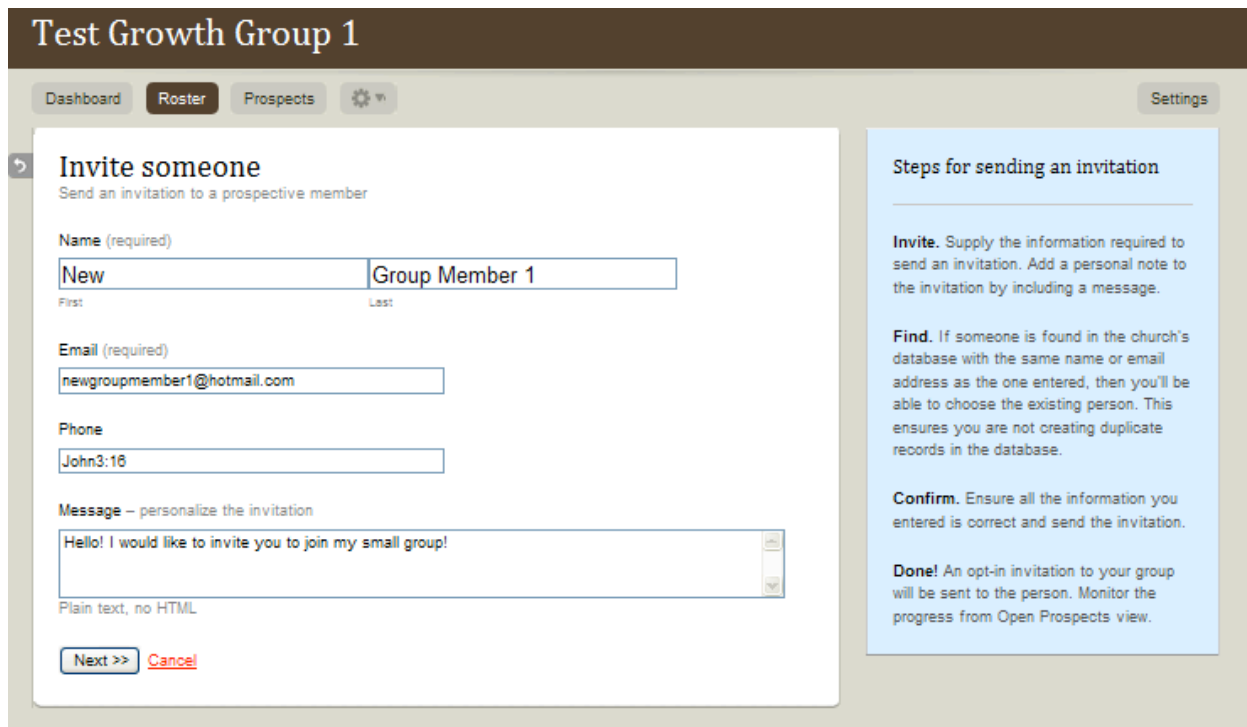 Test Growth Group 1
Dashboard Roster Prospects Settings
Invite someone
Send an invitation to a prospective member
Name (required)
New Group Member 1
First Last
Email (required)
newgroupmember1@hotmail.com
Phone
John3:16
Message – personalize the invitation
Hello! I would like to invite you to join my small group!
Plain text, no HTML
Next >> Cancel
Steps for sending an invitation
Invite. Supply the information required to
send an invitation. Add a personal note to
the invitation by including a message.
Find. If someone is found in the church's
database with the same name or email
address as the one entered, then you'll be
able to choose the existing person. This
ensures you are not creating duplicate
records in the database.
Confirm. Ensure all the information you
entered is correct and send the invitation.
Done! An opt-in invitation to your group
will be sent to the person. Monitor the
progress from Open Prospects view.